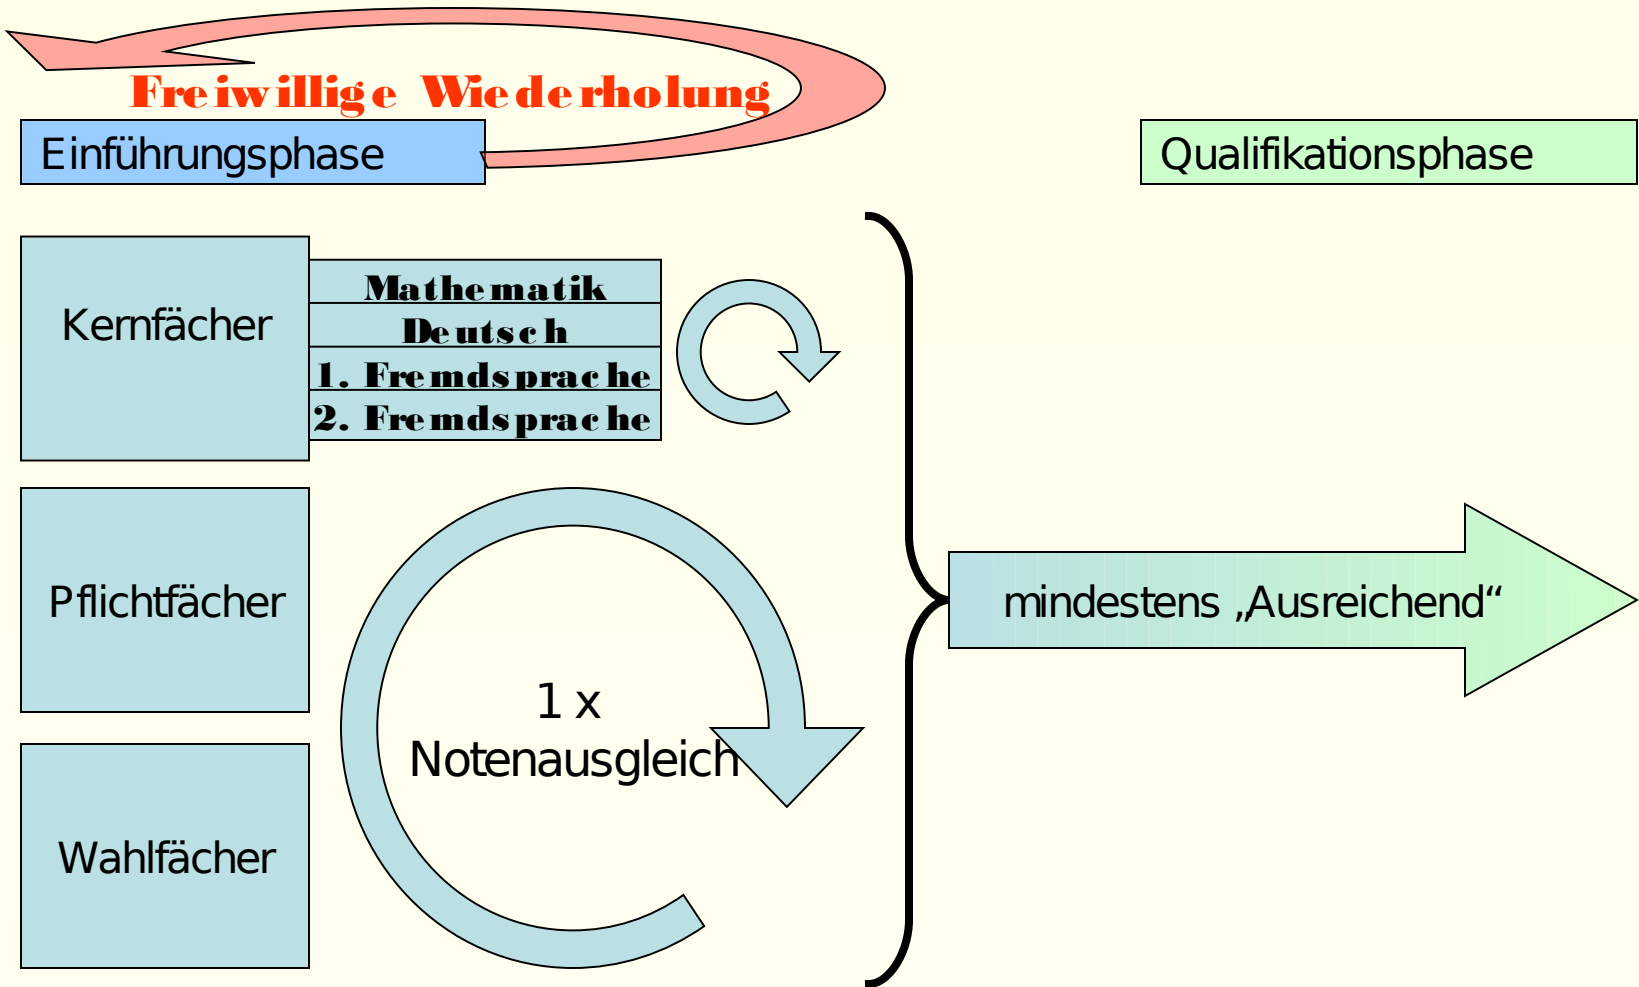 Freiwillige Wiederholung
Einführungsphase
Qualifikationsphase
Kernfächer
Mathematik
Deutsch
1. Fremdsprache
2. Fremdsprache
Pflichtfächer
mindestens „Ausreichend“
1 x
Notenausgleich
Wahlfächer